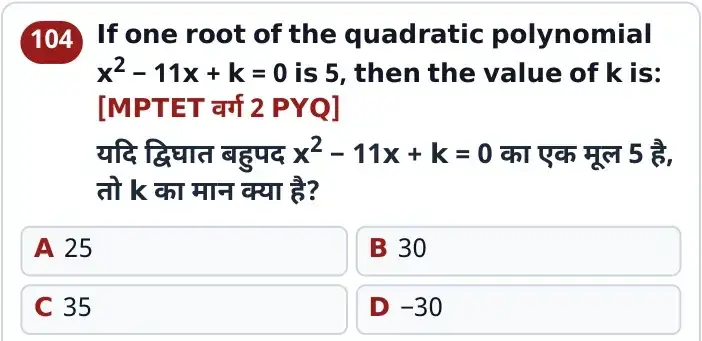 104 If one root of the quadratic polynomial
x² − 11x + k = 0 is 5, then the value of k is:
[MPTET वर्ग 2 PYQ]
यदि द्विघात बहुपद x² − 11x + k = 0 का एक मूल 5 है,
तो k का मान क्या है?
A 25
B 30
C 35
D −30